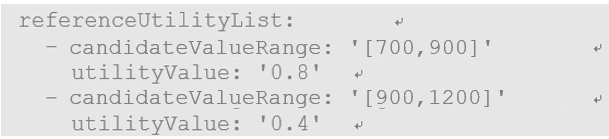 referenceUtilityList:
- candidateValueRange: '[700,900]'
utilityValue: '0.8'
- candidateValueRange: '[900,1200]'
utilityValue: '0.4'